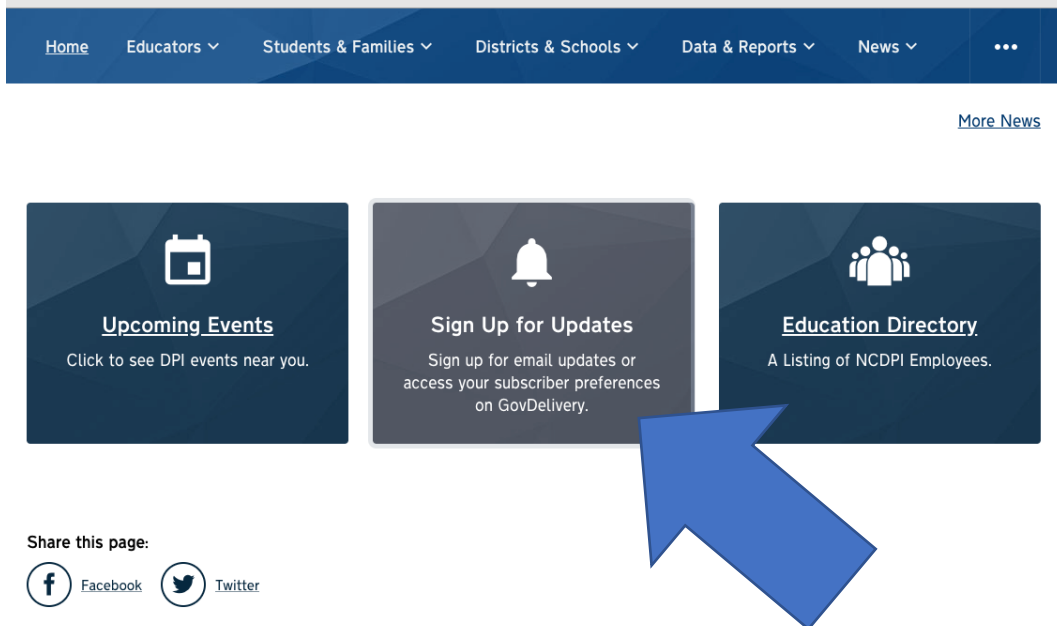 Home Educators Students & Families Districts & Schools Data & Reports News •••
More News
Upcoming Events
Click to see DPI events near you.
Sign Up for Updates
Sign up for email updates or
access your subscriber preferences
on GovDelivery.
Education Directory
A Listing of NCDPI Employees.
Share this page:
Facebook Twitter